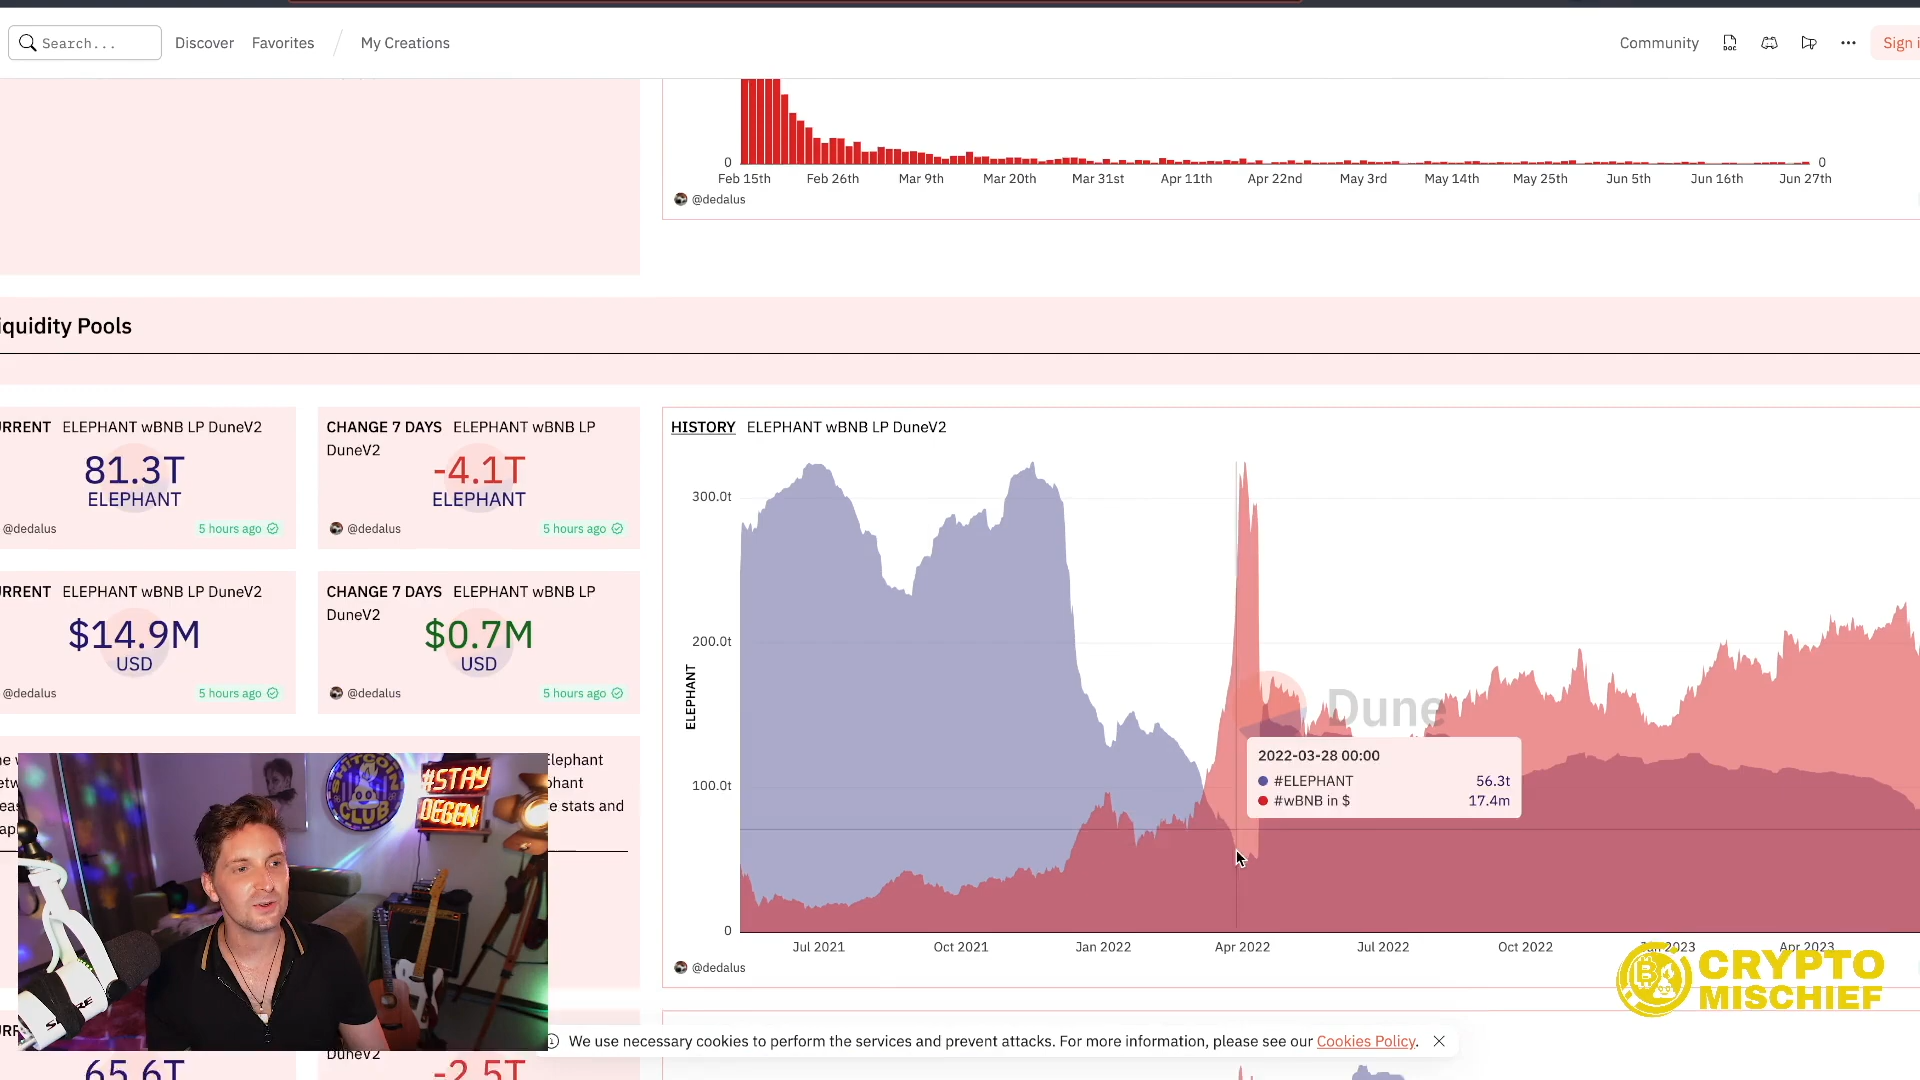 Search...
Discover
Favorites
My Creations
Community
DOC
Sign i
0
0
Feb 15th
Feb 26th
Mar 9th
Mar 20th
Mar 31st
Apr 11th
Apr 22nd
May 3rd
May 14th
May 25th
Jun 5th
Jun 16th
Jun 27th
@dedalus
iquidity Pools
RRENT ELEPHANT wBNB LP DuneV2
81.3T
ELEPHANT
@dedalus
5 hours ago
CHANGE 7 DAYS ELEPHANT wBNB LP
DuneV2
-4.1T
ELEPHANT
@dedalus
5 hours ago
RRENT ELEPHANT wBNB LP DuneV2
$14.9M
USD
@dedalus
5 hours ago
CHANGE 7 DAYS ELEPHANT wBNB LP
DuneV2
$0.7M
USD
@dedalus
5 hours ago
HISTORY ELEPHANT wBNB LP DuneV2
300.0t
200.0t
100.0t
0
ELEPHANT
Dune
2022-03-28 00:00
#ELEPHANT 56.3t
#wBNB in $ 17.4m
Jul 2021
Oct 2021
Jan 2022
Apr 2022
Jul 2022
Oct 2022
Jan 2023
Apr 2023
@dedalus
Elephant
phant
e stats and
SHITCOIN
CLUB
#STAY
DEGEN
65.6T
DuneV2
-2.5T
We use necessary cookies to perform the services and prevent attacks. For more information, please see our Cookies Policy.
CRYPTO
MISCHIEF